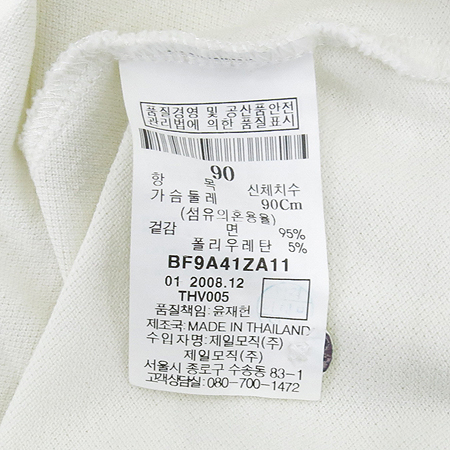 품질경영 및 공산품안전
관리법에 의한 품질표시
90
항 목 신체치수
가슴둘레 90Cm
(섬유의혼용율)
겉감 면 95%
폴리우레탄 5%
BF9A41ZA11
01 2008.12
THV005
품질책임: 윤재헌
제조국: MADE IN THAILAND
수입자명: 제일모직(주)
제일모직(주)
서울시 종로구 수송동 83-1
고객상담실: 080-700-1472